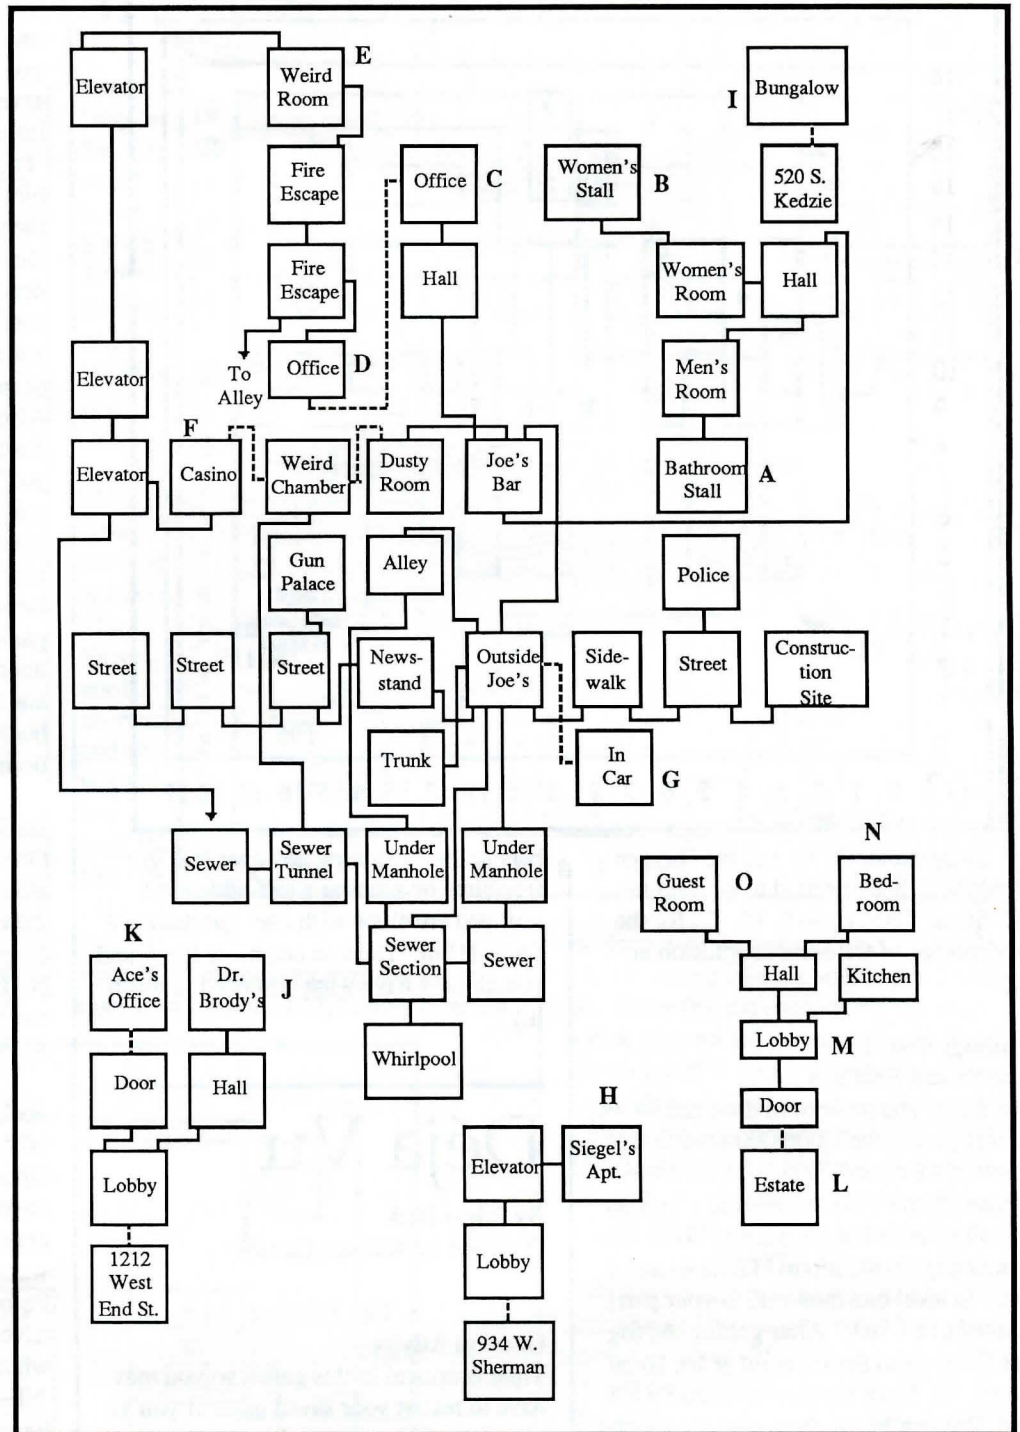 E
Elevator
Weird
Room
I
Bungalow
Fire
Escape
Office
C
Women's
Stall
B
520 S.
Kedzie
Fire
Escape
Hall
Women's
Room
Hall
Elevator
To
Alley
Office
D
Men's
Room
F
Elevator
Casino
Weird
Chamber
Dusty
Room
Joe's
Bar
Bathroom
Stall
A
Gun
Palace
Alley
Police
Street
Street
Street
News-
stand
Outside
Joe's
Side-
walk
Street
Construc-
tion
Site
Trunk
In
Car
G
Sewer
Sewer
Tunnel
Under
Manhole
Under
Manhole
N
Guest
Room
O
Bed-
room
K
Ace's
Office
Dr.
Brody's
J
Sewer
Section
Sewer
Hall
Kitchen
Lobby
M
Door
Hall
Whirlpool
Door
H
Lobby
Elevator
Siegel's
Apt.
Estate
L
1212
West
End St.
Lobby
934 W.
Sherman